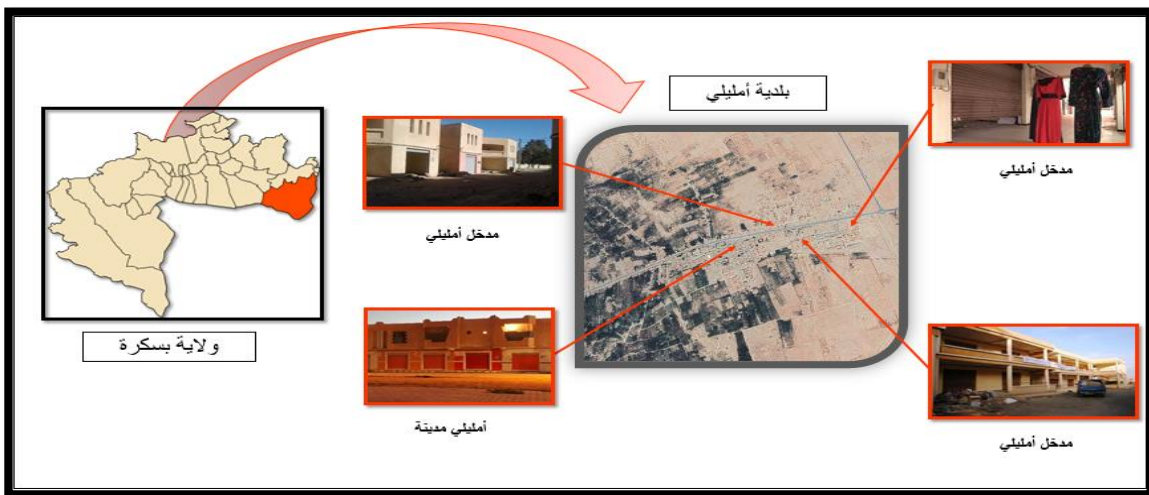 بلدية أمليلي
مدخل أمليلي
مدخل أمليلي
ولاية بسكرة
أمليلي مدينة
مدخل أمليلي